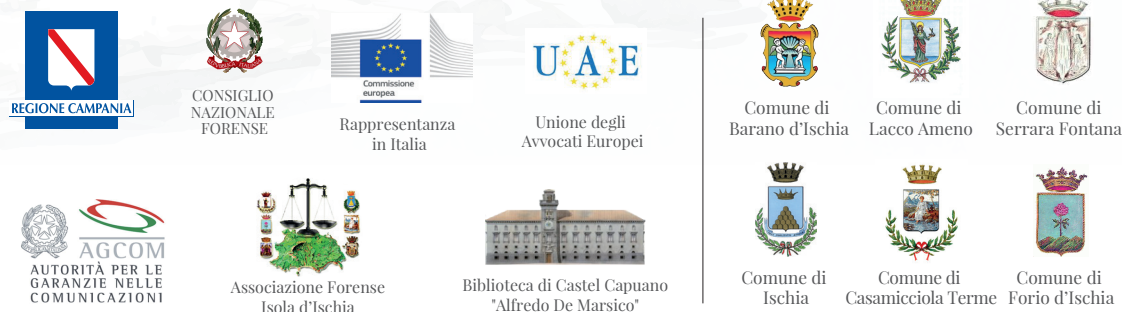 REGIONE CAMPANIA
CONSIGLIO
NAZIONALE
FORENSE
Commissione
europea
Rappresentanza
in Italia
UAE
Unione degli
Avvocati Europei
Comune di
Barano d'Ischia
Comune di
Lacco Ameno
Comune di
Serrara Fontana
AGCOM
AUTORITÀ PER LE
GARANZIE NELLE
COMUNICAZIONI
Associazione Forense
Isola d'Ischia
Biblioteca di Castel Capuano
"Alfredo De Marsico"
Comune di
Ischia
Comune di
Casamicciola Terme
Comune di
Forio d'Ischia